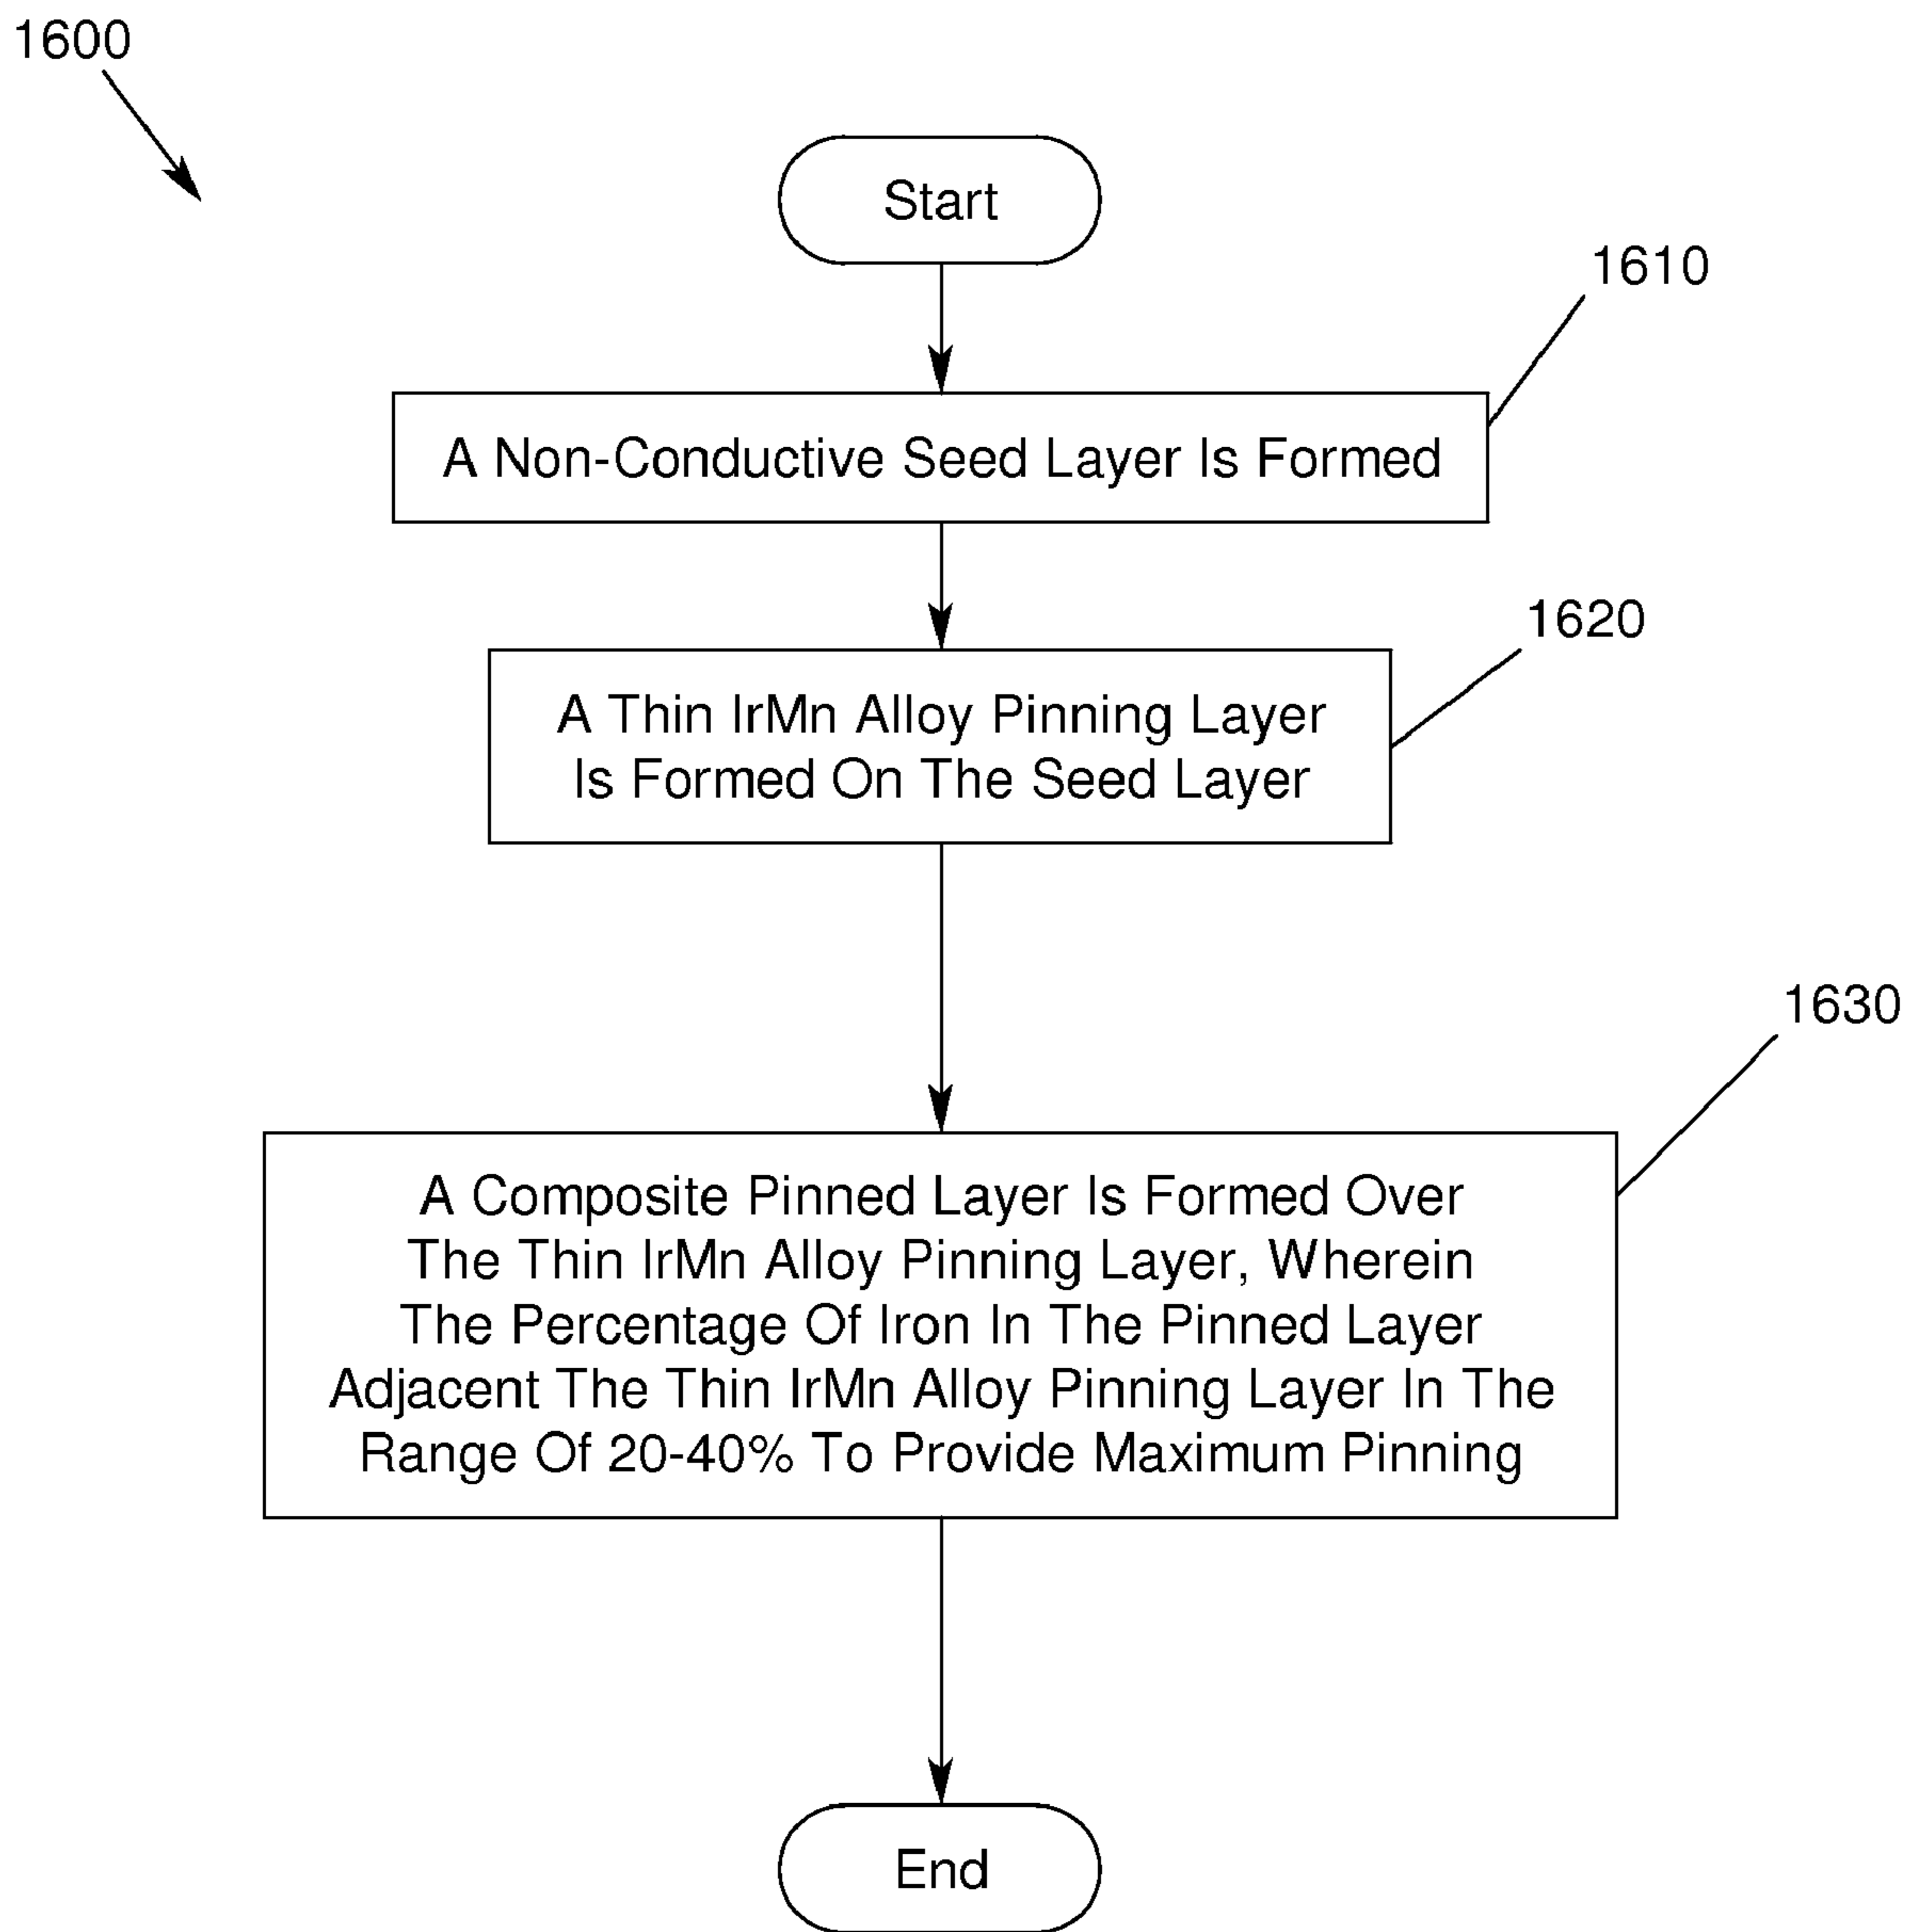 1600
Start
1610
A Non-Conductive Seed Layer Is Formed
1620
A Thin IrMn Alloy Pinning Layer
Is Formed On The Seed Layer
1630
A Composite Pinned Layer Is Formed Over
The Thin IrMn Alloy Pinning Layer, Wherein
The Percentage Of Iron In The Pinned Layer
Adjacent The Thin IrMn Alloy Pinning Layer In The
Range Of 20-40% To Provide Maximum Pinning
End